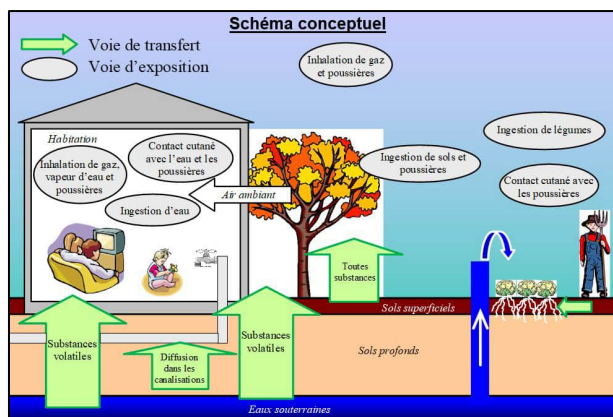 Schéma conceptuel
Voie de transfert
Voie d'exposition
Inhalation de gaz
et poussières
Habitation
Inhalation de gaz,
vapeur d'eau et
poussières
Contact cutané
avec l'eau et les
poussières
Ingestion d'eau
Air ambiant
Ingestion de sols et
poussières
Ingestion de légumes
Contact cutané avec
les poussières
Toutes
substances
Sols superficiels
Substances
volatiles
Diffusion dans
les canalisations
Substances
volatiles
Sols profonds
Eaux souterraines